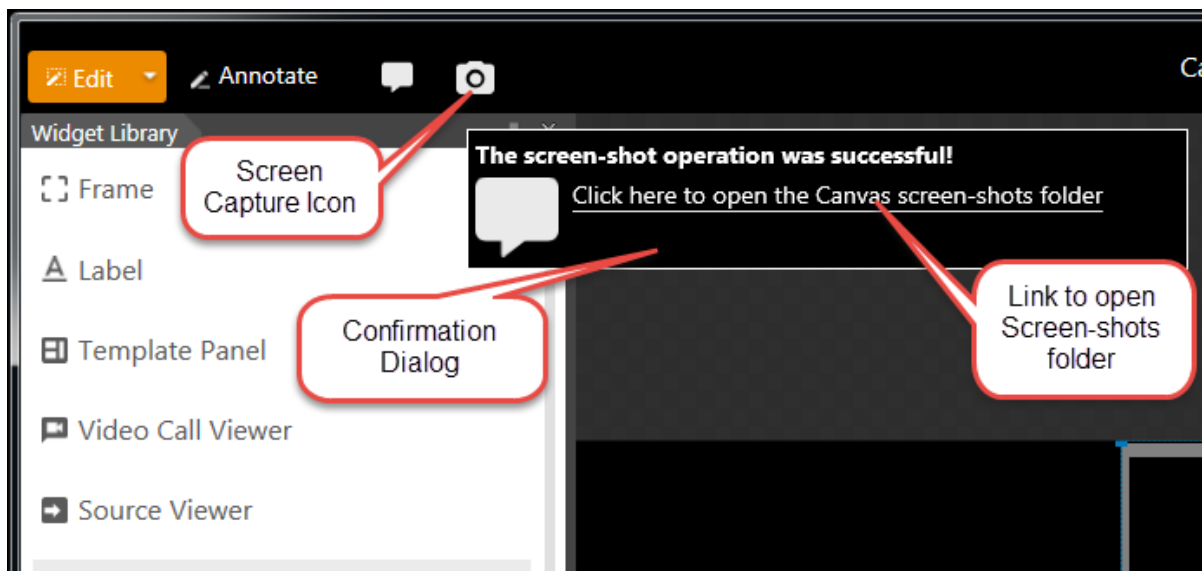 Edit
Annotate
Ca
Widget Library
The screen-shot operation was successful!
Click here to open the Canvas screen-shots folder
Screen
Capture Icon
Frame
Label
Confirmation
Dialog
Link to open
Screen-shots
folder
Template Panel
Video Call Viewer
Source Viewer